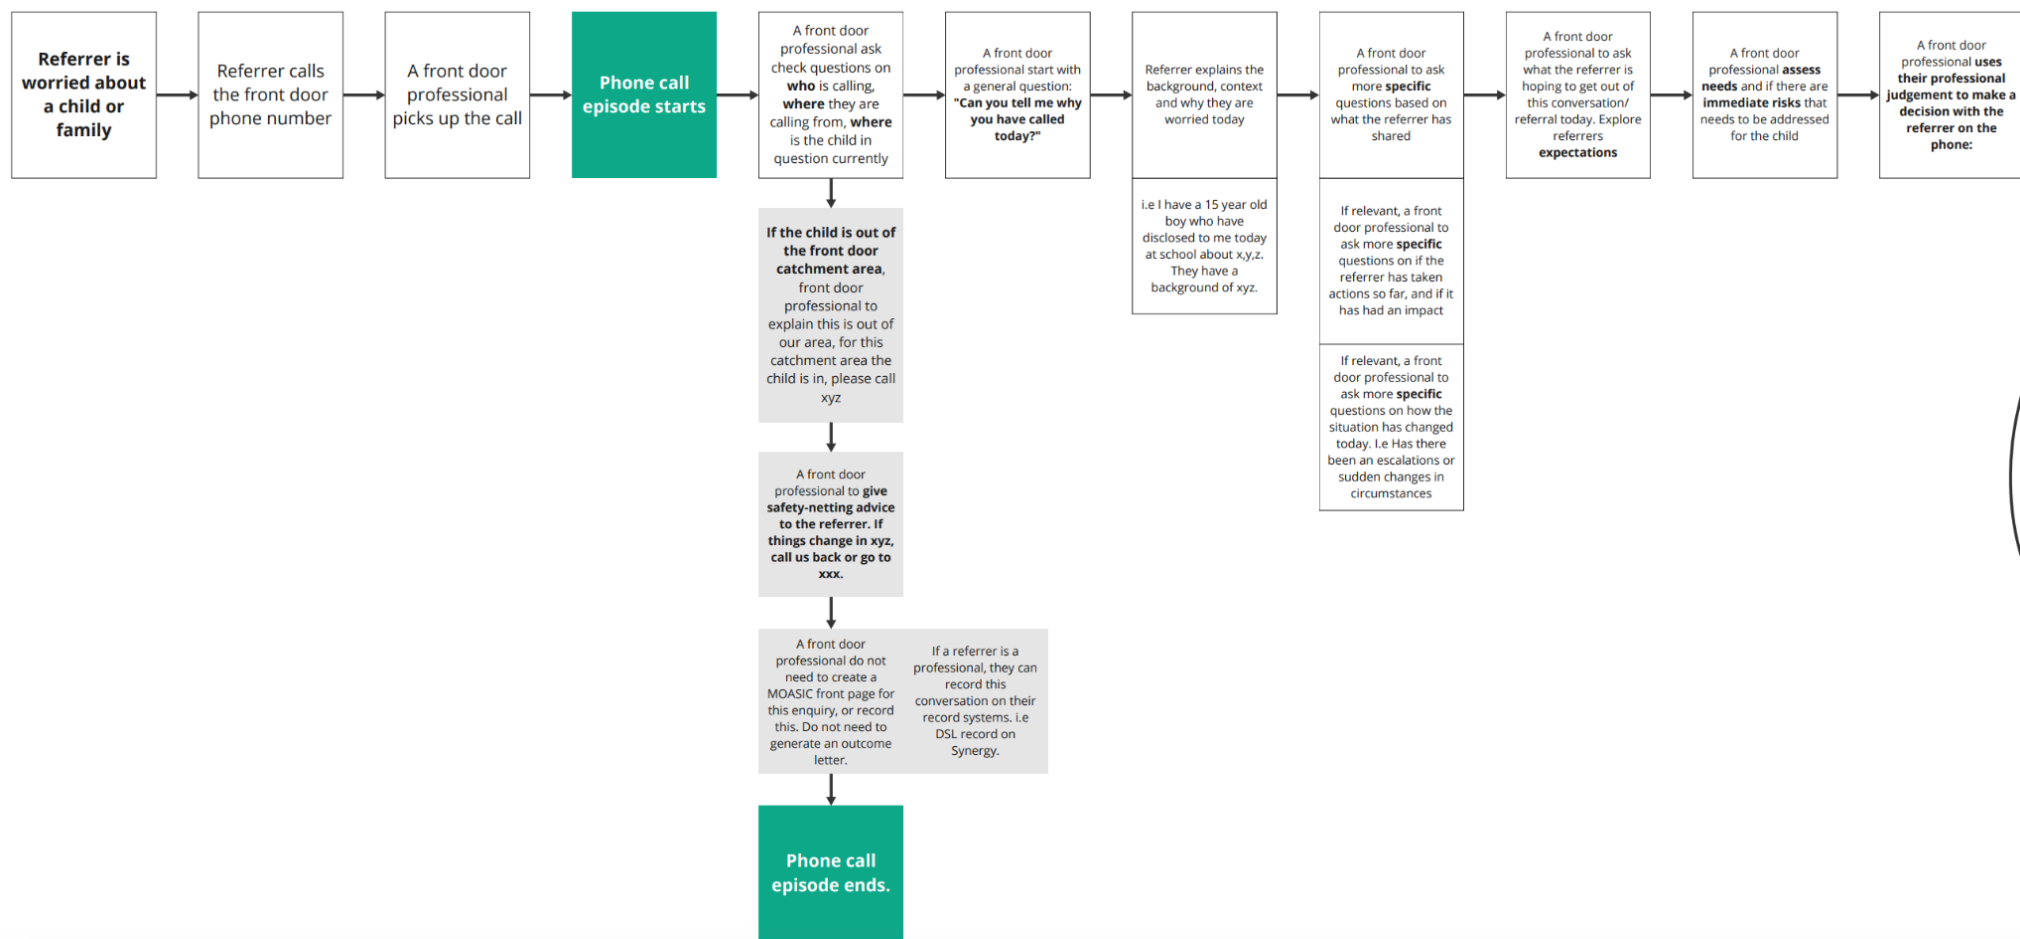 Referrer is
worried about
a child or
family
Referrer calls
the front door
phone number
A front door
professional
picks up the call
Phone call
episode starts
A front door
professional ask
check questions on
who is calling,
where they are
calling from, where
is the child in
question currently
A front door
professional start with
a general question:
"Can you tell me why
you have called
today?"
Referrer explains the
background, context
and why they are
worried today
A front door
professional to ask
more specific
questions based on
what the referrer has
shared
A front door
professional to ask
what the referrer is
hoping to get out of
this conversation/
referral today. Explore
referrers
expectations
A front door
professional assess
needs and if there are
immediate risks that
needs to be addressed
for the child
A front door
professional uses
their professional
judgement to make a
decision with the
referrer on the
phone:
If the child is out of
the front door
catchment area,
front door
professional to
explain this is out of
our area, for this
catchment area the
child is in, please call
xyz
A front door
professional to give
safety-netting advice
to the referrer. If
things change in xyz,
call us back or go to
xxx.
A front door
professional do not
need to create a
MOASIC front page for
this enquiry, or record
this. Do not need to
generate an outcome
letter.
If a referrer is a
professional, they can
record this
conversation on their
record systems. i.e
DSL record on
Synergy.
Phone call
episode ends.
i.e I have a 15 year old
boy who have
disclosed to me today
at school about x,y,z.
They have a
background of xyz.
If relevant, a front
door professional to
ask more specific
questions on if the
referrer has taken
actions so far, and if it
has had an impact
If relevant, a front
door professional to
ask more specific
questions on how the
situation has changed
today. I.e Has there
been an escalations or
sudden changes in
circumstances